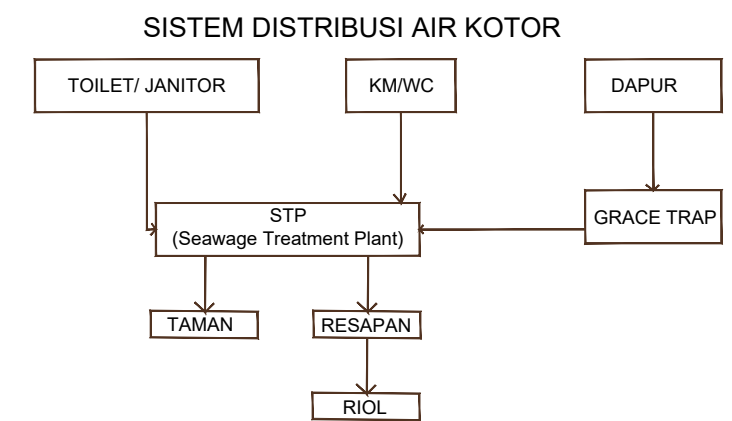 SISTEM DISTRIBUSI AIR KOTOR
TOILET/ JANITOR
KM/WC
DAPUR
STP
(Seawage Treatment Plant)
GRACE TRAP
TAMAN
RESAPAN
RIOL